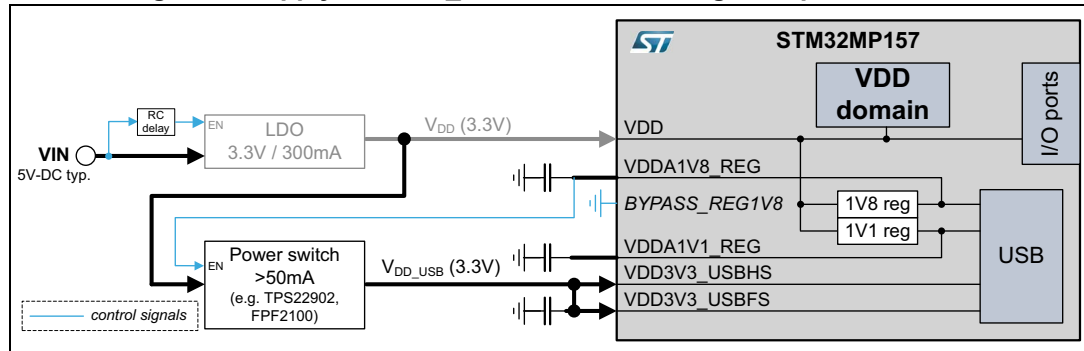 STM32MP157
VDD
domain
I/O ports
RC
delay
EN
LDO
3.3V / 300mA
VDD (3.3V)
VDD
VIN
5V-DC typ.
VDDA1V8_REG
BYPASS_REG1V8
1V8 reg
1V1 reg
VDDA1V1_REG
USB
EN
Power switch
>50mA
(e.g. TPS22902,
FPF2100)
VDD_USB (3.3V)
VDD3V3_USBHS
VDD3V3_USBFS
control signals